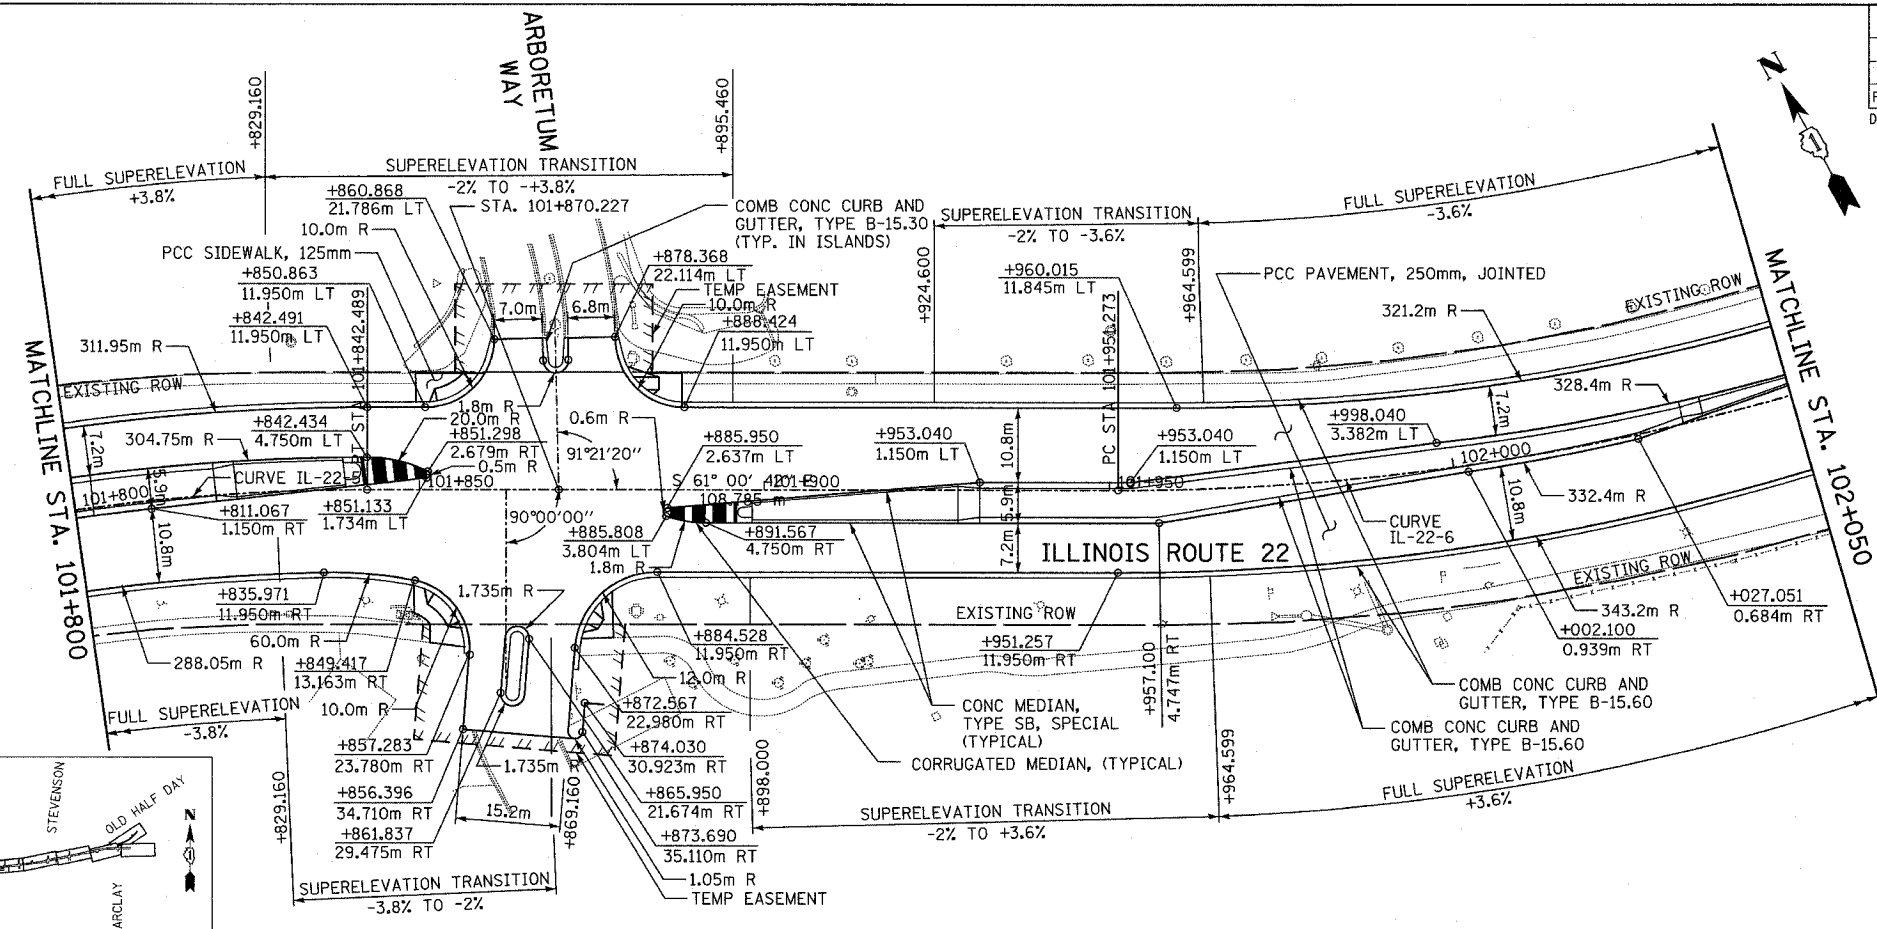 ARBORETUM
WAY
+829.160
+895.460
N
FULL SUPERELEVATION
+3.8%
SUPERELEVATION TRANSITION
-2% TO -+3.8%
+860.868
21.786m LT
STA. 101+870.227
10.0m R
COMB CONC CURB AND
GUTTER, TYPE B-15.30
(TYP. IN ISLANDS)
SUPERELEVATION TRANSITION
-2% TO -3.6%
FULL SUPERELEVATION
-3.6%
PCC SIDEWALK, 125mm
+850.863
11.950m LT
+842.491
11.950m LT
PT STA 101+842.489
311.95m R
+878.368
22.114m LT
TEMP EASEMENT
10.0m R
+888.424
11.950m LT
7.0m
6.8m
+924.600
+960.015
11.845m LT
+964.599
PCC PAVEMENT, 250mm, JOINTED
321.2m R
EXISTING ROW
328.4m R
MATCHLINE STA. 101+800
MATCHLINE STA. 102+050
EXISTING ROW
7.2m
304.75m R
+842.434
4.750m LT
1.8m R
20.0m R
+851.298
2.679m RT
0.5m R
0.6m R
91°21'20"
+885.950
2.637m LT
+953.040
1.150m LT
10.8m
+953.040
1.150m LT
+998.040
3.382m LT
7.2m
101+800
5.9m
CURVE IL-22-5
101+850
108.785 m
5.9m
101+950
102+000
332.4m R
+811.067
1.150m RT
10.8m
+851.133
1.734m LT
90°00'00"
+885.808
3.804m LT
1.8m R
+891.567
4.750m RT
7.2m
ILLINOIS ROUTE 22
CURVE
IL-22-6
10.8m
+835.971
11.950m RT
60.0m R
288.05m R
+849.417
13.163m RT
10.0m R
1.735m R
+884.528
11.950m RT
12.0m R
EXISTING ROW
+951.257
11.950m RT
+957.100
4.747m RT
EXISTING ROW
343.2m R
+002.100
0.939m RT
+027.051
0.684m RT
FULL SUPERELEVATION
-3.8%
+872.567
22.980m RT
+874.030
30.923m RT
CONC MEDIAN,
TYPE SB, SPECIAL
(TYPICAL)
CORRUGATED MEDIAN, (TYPICAL)
COMB CONC CURB AND
GUTTER, TYPE B-15.60
COMB CONC CURB AND
GUTTER, TYPE B-15.60
+857.283
23.780m RT
+856.396
34.710m RT
+861.837
29.475m RT
1.735m R
15.2m
+829.160
+869.160
+865.950
21.674m RT
+873.690
35.110m RT
1.05m R
TEMP EASEMENT
+898.000
+964.599
SUPERELEVATION TRANSITION
-2% TO +3.6%
FULL SUPERELEVATION
+3.6%
SUPERELEVATION TRANSITION
-3.8% TO -2%
STEVENSON
OLD HALF DAY
N
ARCLAY